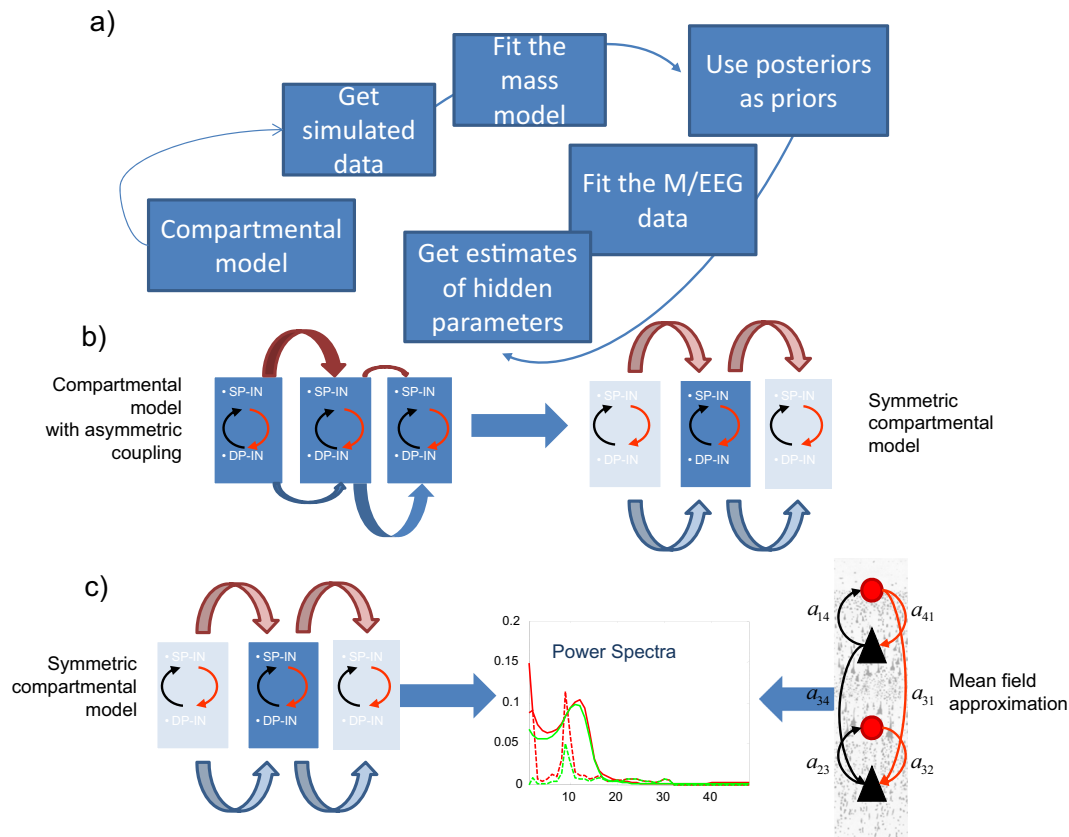 a)
Fit the
mass
model
Use posteriors
as priors
Get
simulated
data
Fit the M/EEG
data
Compartmental
model
Get estimates
of hidden
parameters
b)
Compartmental
model
with asymmetric
coupling
• SP-IN
• DP-IN
• SP-IN
• DP-IN
• SP-IN
• DP-IN
• SP-IN
• DP-IN
• SP-IN
• DP-IN
• SP-IN
• DP-IN
Symmetric
compartmental
model
c)
Symmetric
compartmental
model
• SP-IN
• DP-IN
• SP-IN
• DP-IN
• SP-IN
• DP-IN
Power Spectra
0.2
0.15
0.1
0.05
0
10
20
30
40
a14
a41
a34
a31
a23
a32
Mean field
approximation